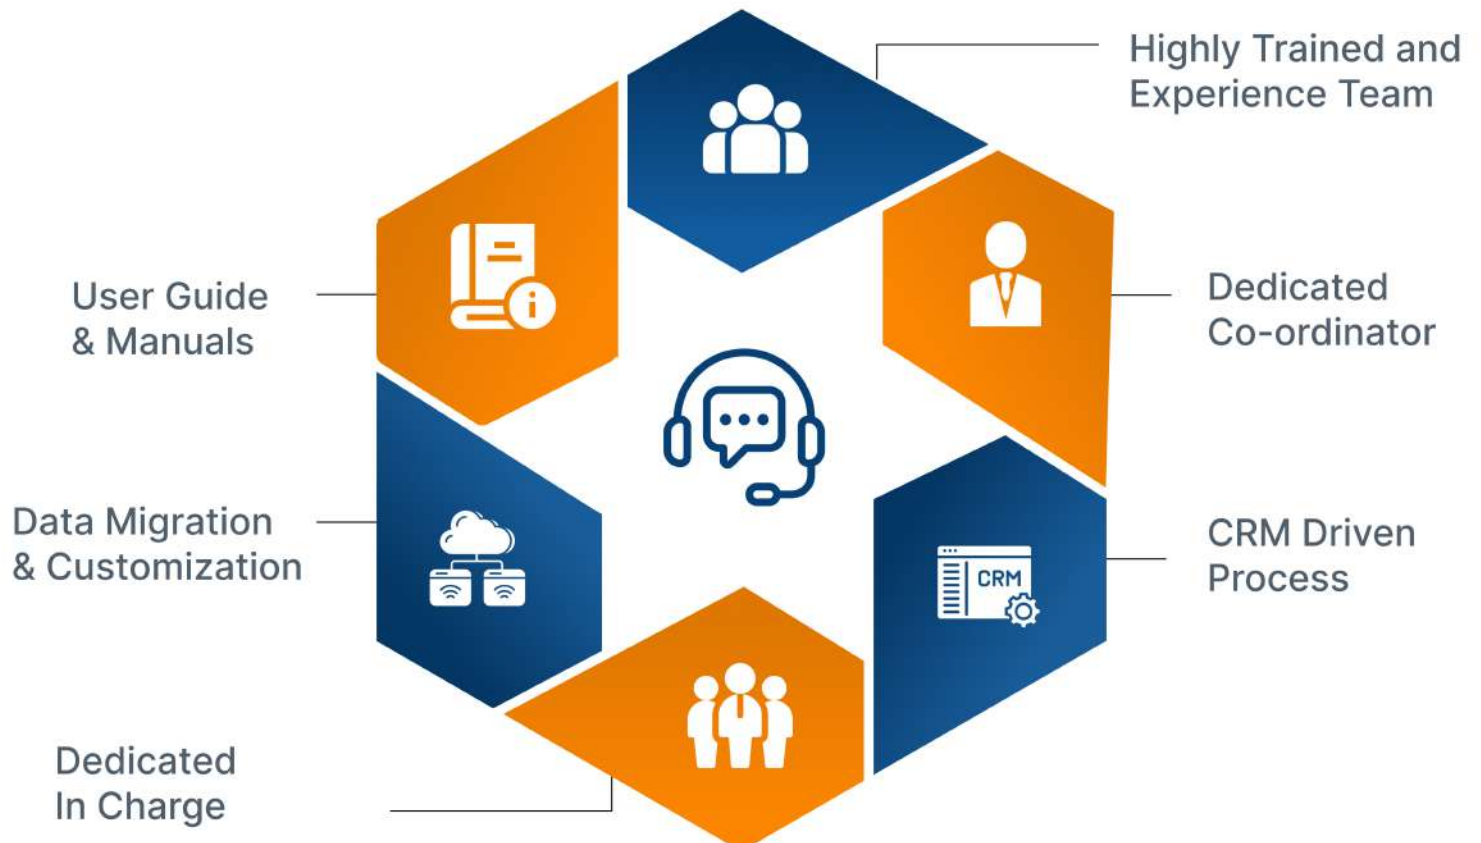 Highly Trained and
Experience Team
User Guide
& Manuals
Dedicated
Co-ordinator
Data Migration
& Customization
CRM
CRM Driven
Process
Dedicated
In Charge